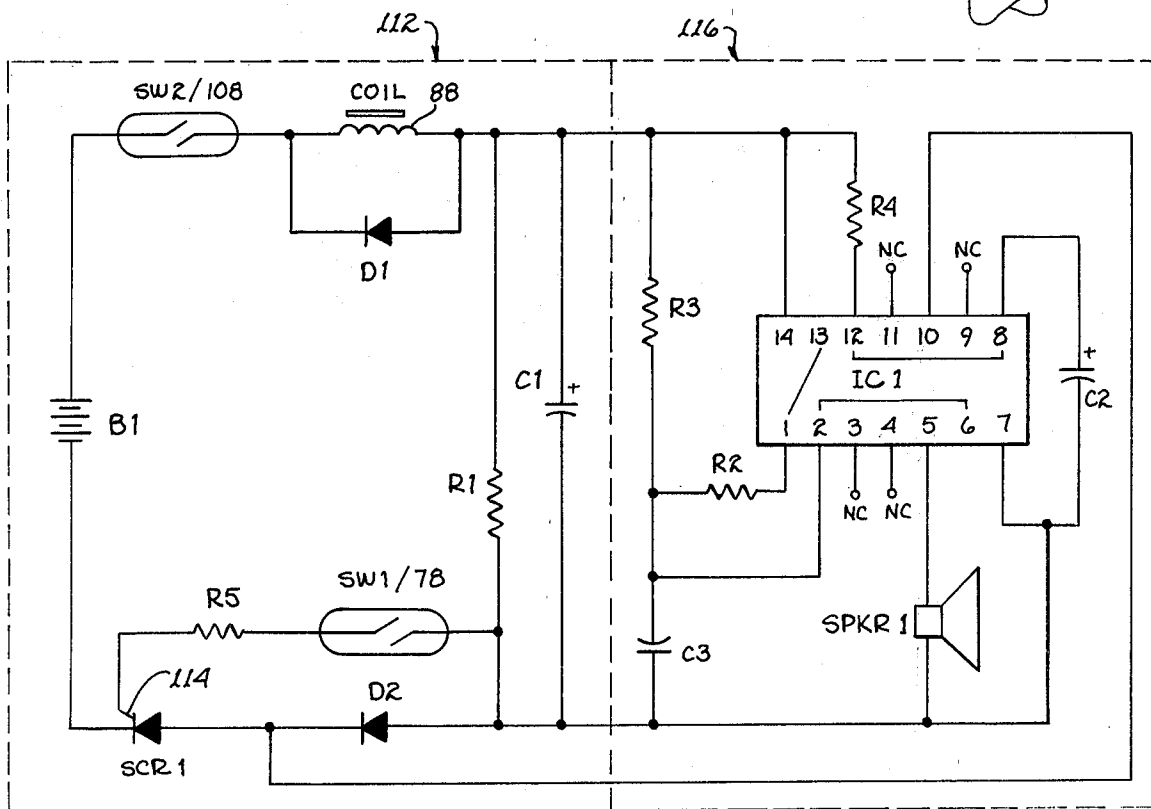 112 116
SW2/108 COIL 88
D1
R4
NC NC
R3
14 13 12 11 10 9 8
IC 1
1 2 3 4 5 6 7
+
C2
C1 +
B1
R1
R2
NC NC
SW1/78
R5
SPKR 1
C3
114
D2
SCR 1